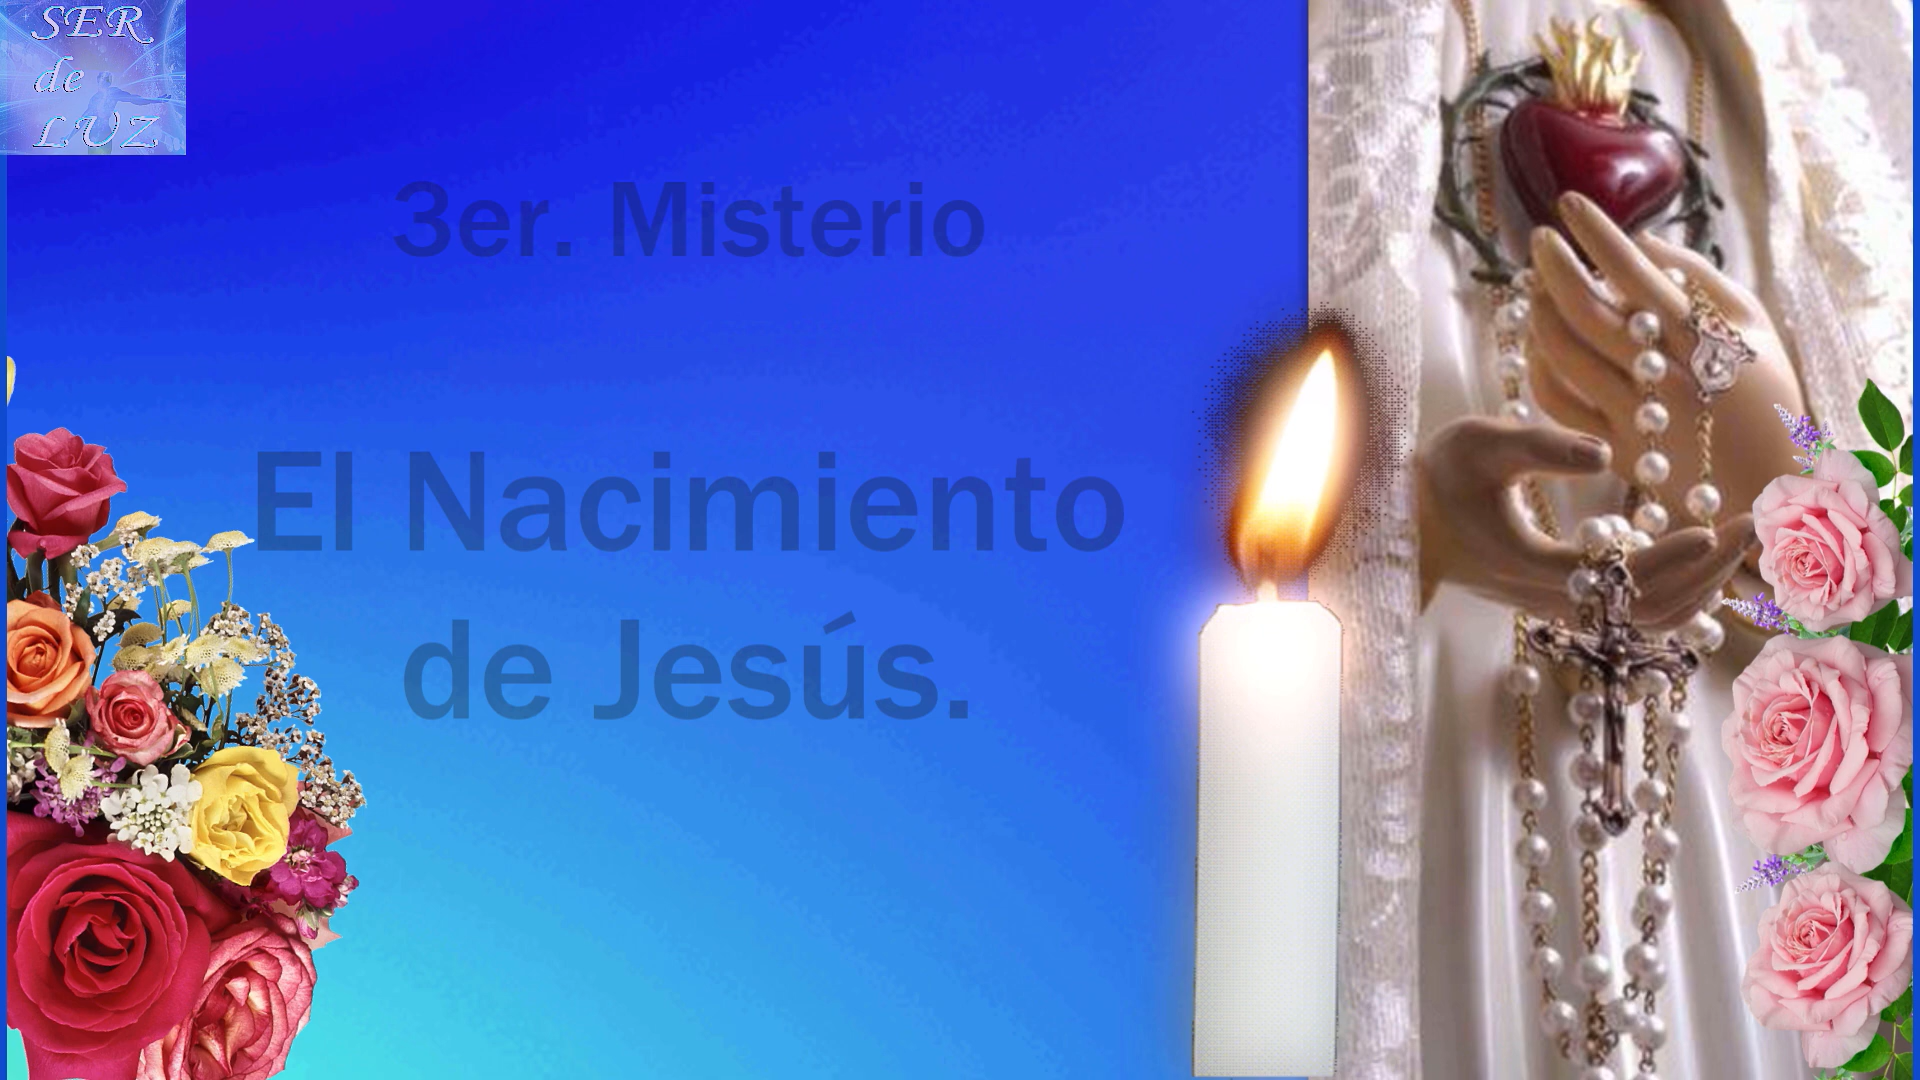 SER
de
LUZ
3er. Misterio
El Nacimiento
de Jesús.